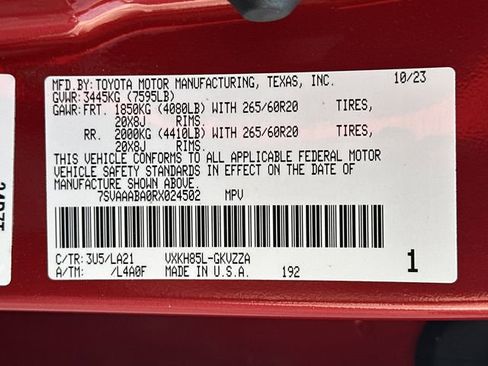 MFD.BY:TOYOTA MOTOR MANUFACTURING, TEXAS, INC. 10/23
GVWR:3445KG (7595LB)
GAWR:FRT. 1850KG (4080LB) WITH 265/60R20 TIRES,
20X8J RIMS.
RR. 2000KG (4410LB) WITH 265/60R20 TIRES,
20X8J RIMS.
THIS VEHICLE CONFORMS TO ALL APPLICABLE FEDERAL MOTOR
VEHICLE SAFETY STANDARDS IN EFFECT ON THE DATE OF
MANUFACTURE SHOWN ABOVE.
7SVAAABA0RX024502 MPV
C/TR:3U5/LA21 VXKH85L-GKVZZA
A/TM: /L4A0F MADE IN U.S.A. 192 1